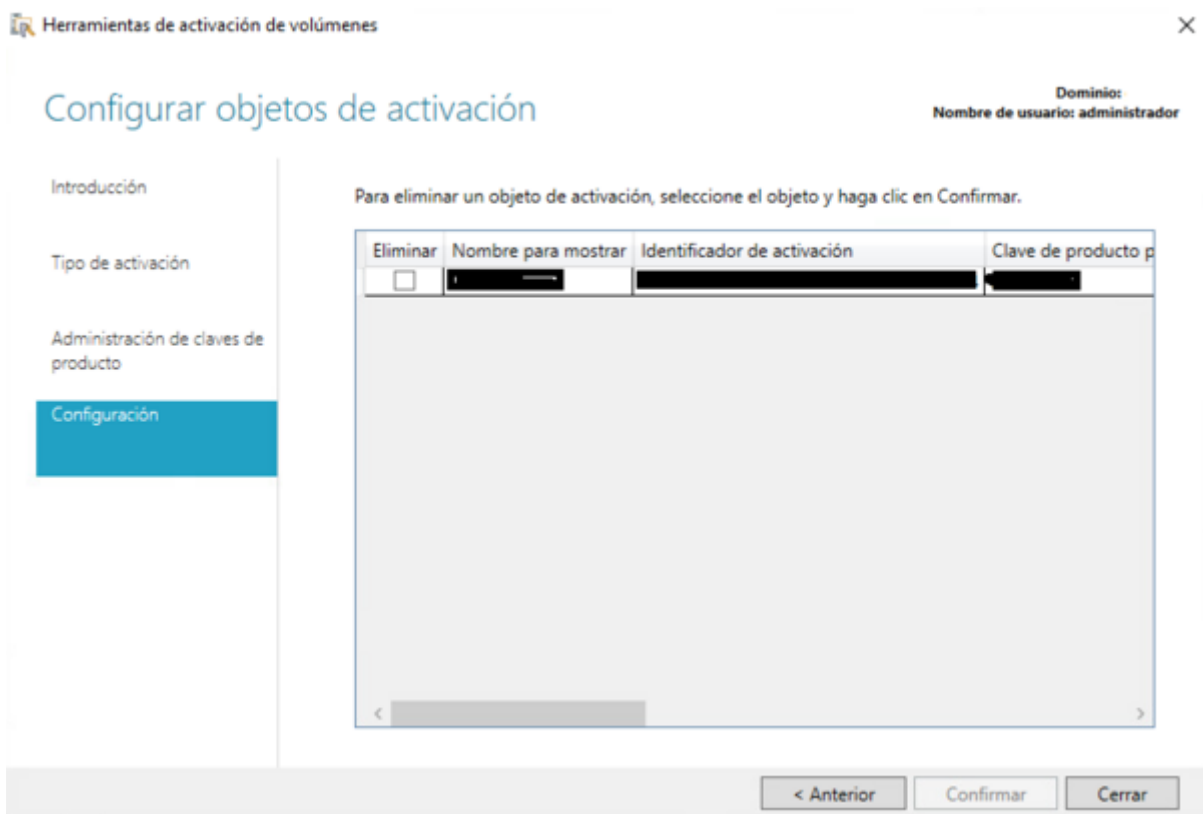 Herramientas de activación de volúmenes
Configurar objetos de activación
Dominio:
Nombre de usuario: administrador
Introducción
Tipo de activación
Administración de claves de
producto
Configuración
Para eliminar un objeto de activación, seleccione el objeto y haga clic en Confirmar.
Eliminar Nombre para mostrar Identificador de activación Clave de producto p
< Anterior Confirmar Cerrar